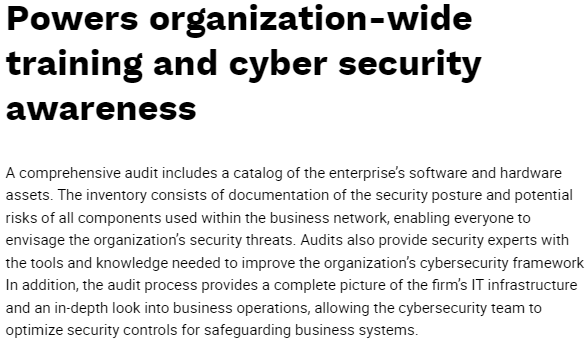 Powers organization-wide
training and cyber security
awareness
A comprehensive audit includes a catalog of the enterprise's software and hardware
assets. The inventory consists of documentation of the security posture and potential
risks of all components used within the business network, enabling everyone to
envisage the organization's security threats. Audits also provide security experts with
the tools and knowledge needed to improve the organization's cybersecurity framework
In addition, the audit process provides a complete picture of the firm's IT infrastructure
and an in-depth look into business operations, allowing the cybersecurity team to
optimize security controls for safeguarding business systems.